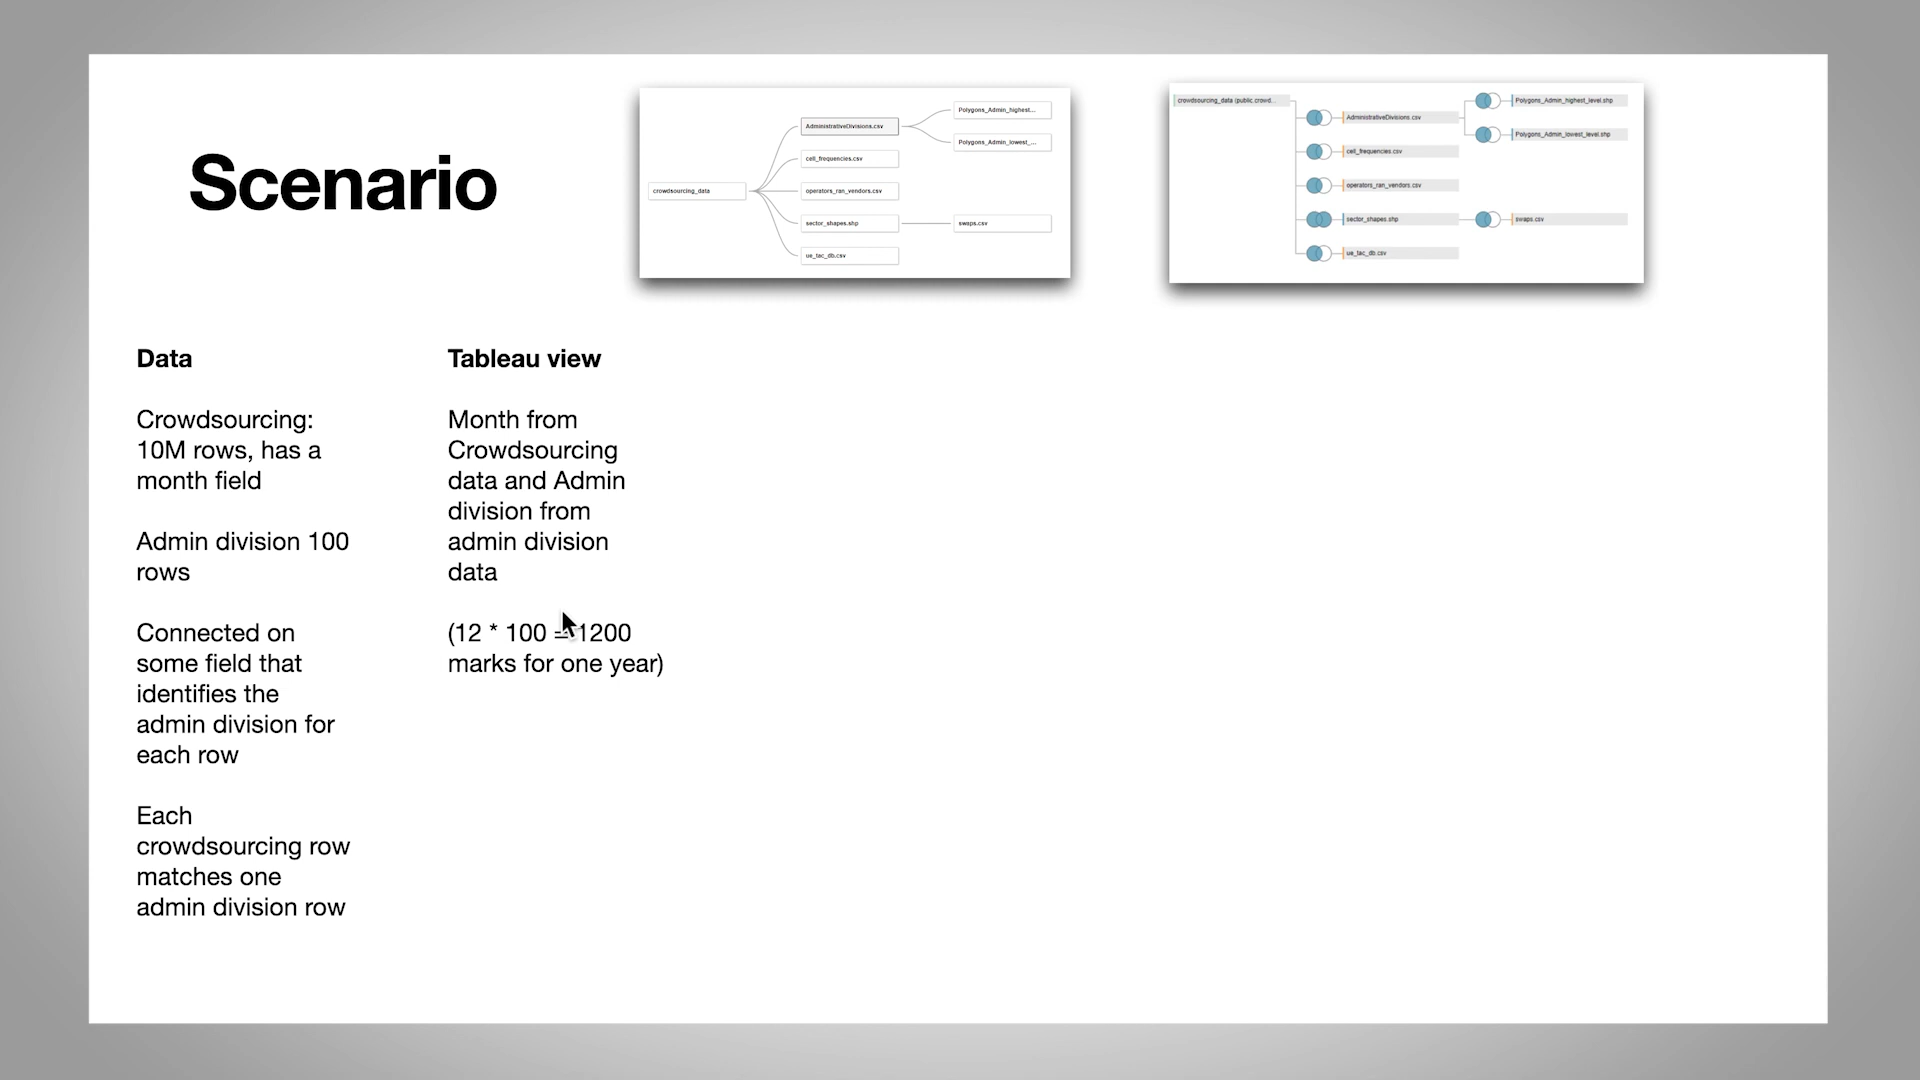 Scenario
crowdsourcing_data
AdministrativeDivisions.csv
cell_frequencies.csv
operators_ran_vendors.csv
sector_shapes.shp
ue_tac_db.csv
Polygons_Admin_highest...
Polygons_Admin_lowest_...
swaps.csv
crowdsourcing_data (public.crowd...
AdministrativeDivisions.csv
cell_frequencies.csv
operators_ran_vendors.csv
sector_shapes.shp
ue_tac_db.csv
Polygons_Admin_highest_level.shp
Polygons_Admin_lowest_level.shp
swaps.csv
Data
Crowdsourcing:
10M rows, has a
month field
Admin division 100
rows
Connected on
some field that
identifies the
admin division for
each row
Each
crowdsourcing row
matches one
admin division row
Tableau view
Month from
Crowdsourcing
data and Admin
division from
admin division
data
(12 * 100 = 1200
marks for one year)